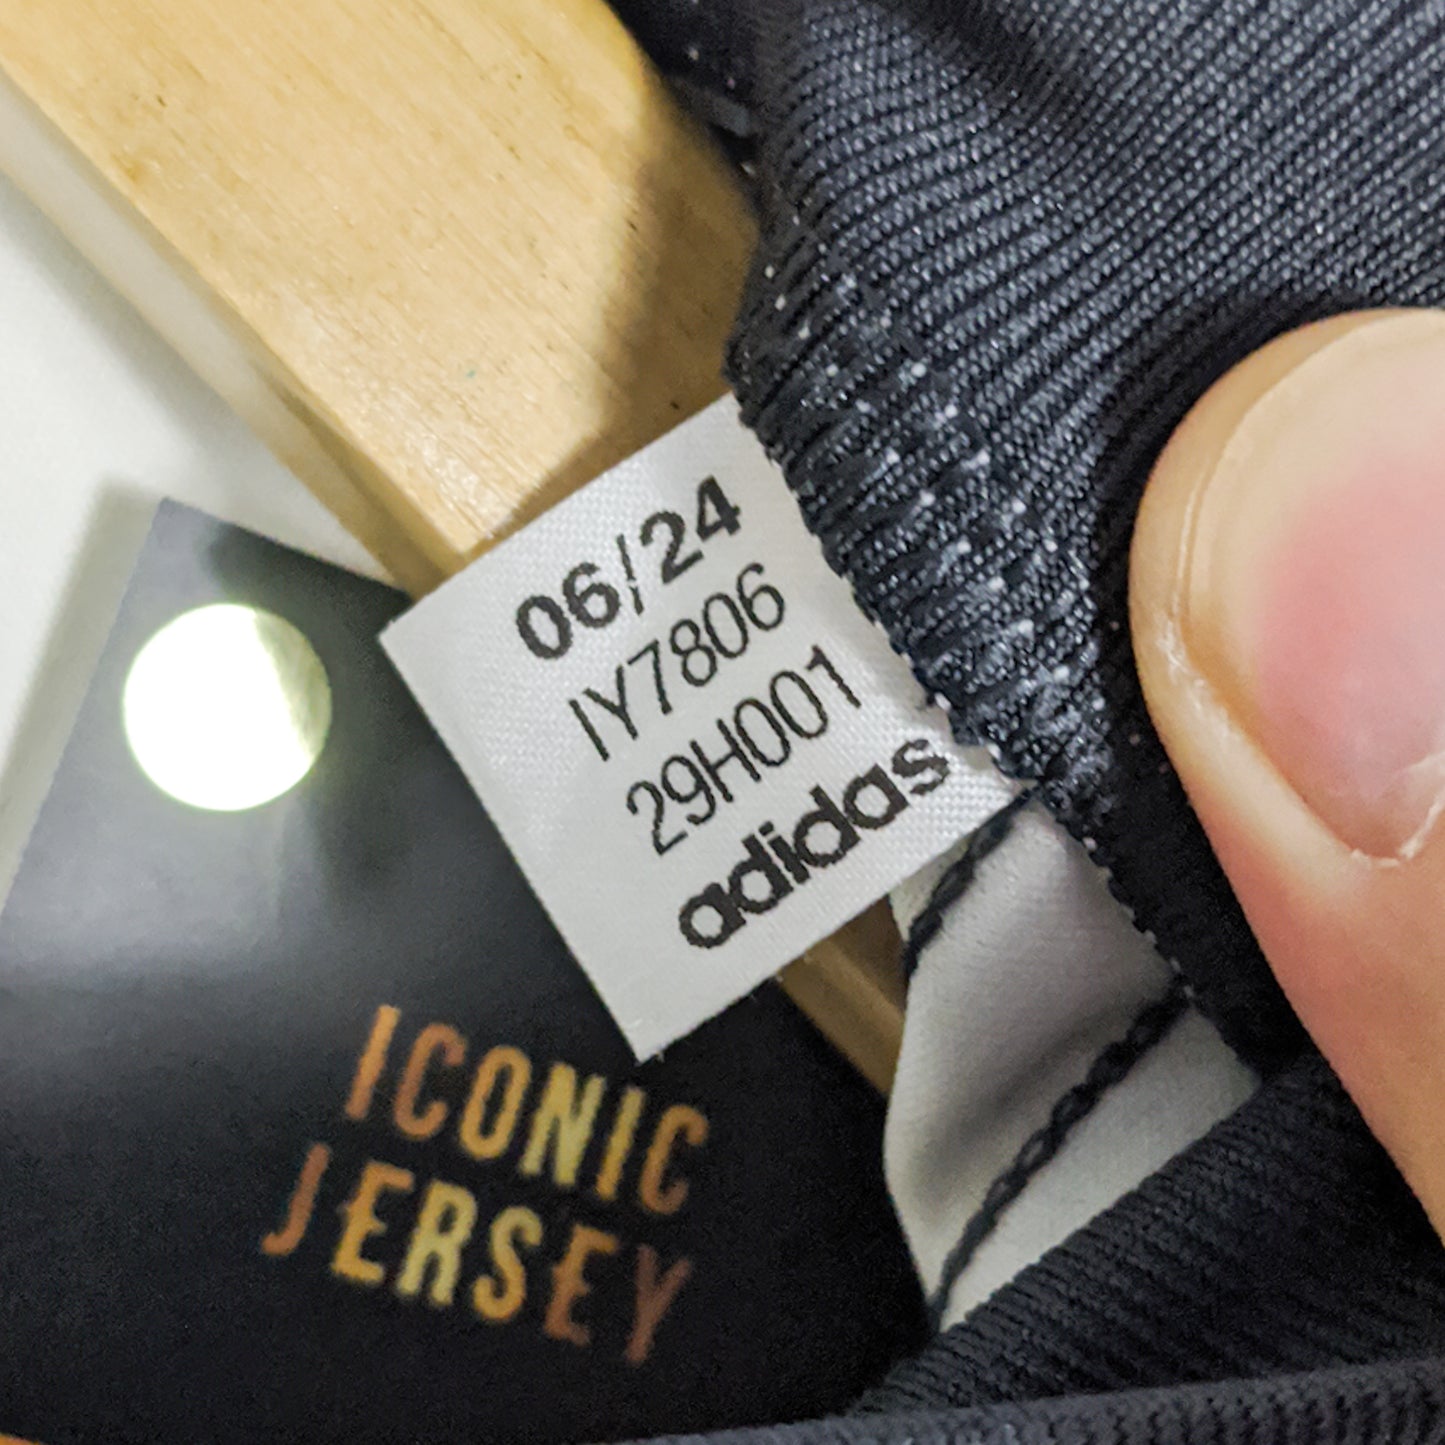 06/24
IY7806
29H001
adidas
ICONIC
JERSEY